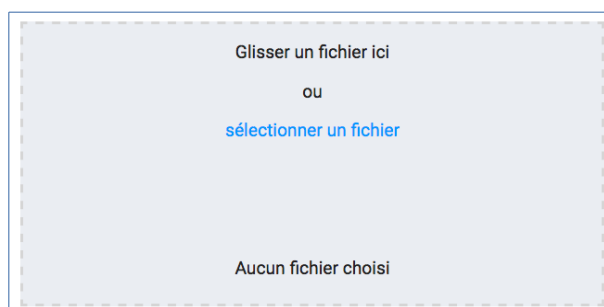 Glisser un fichier ici
ou
sélectionner un fichier
Aucun fichier choisi